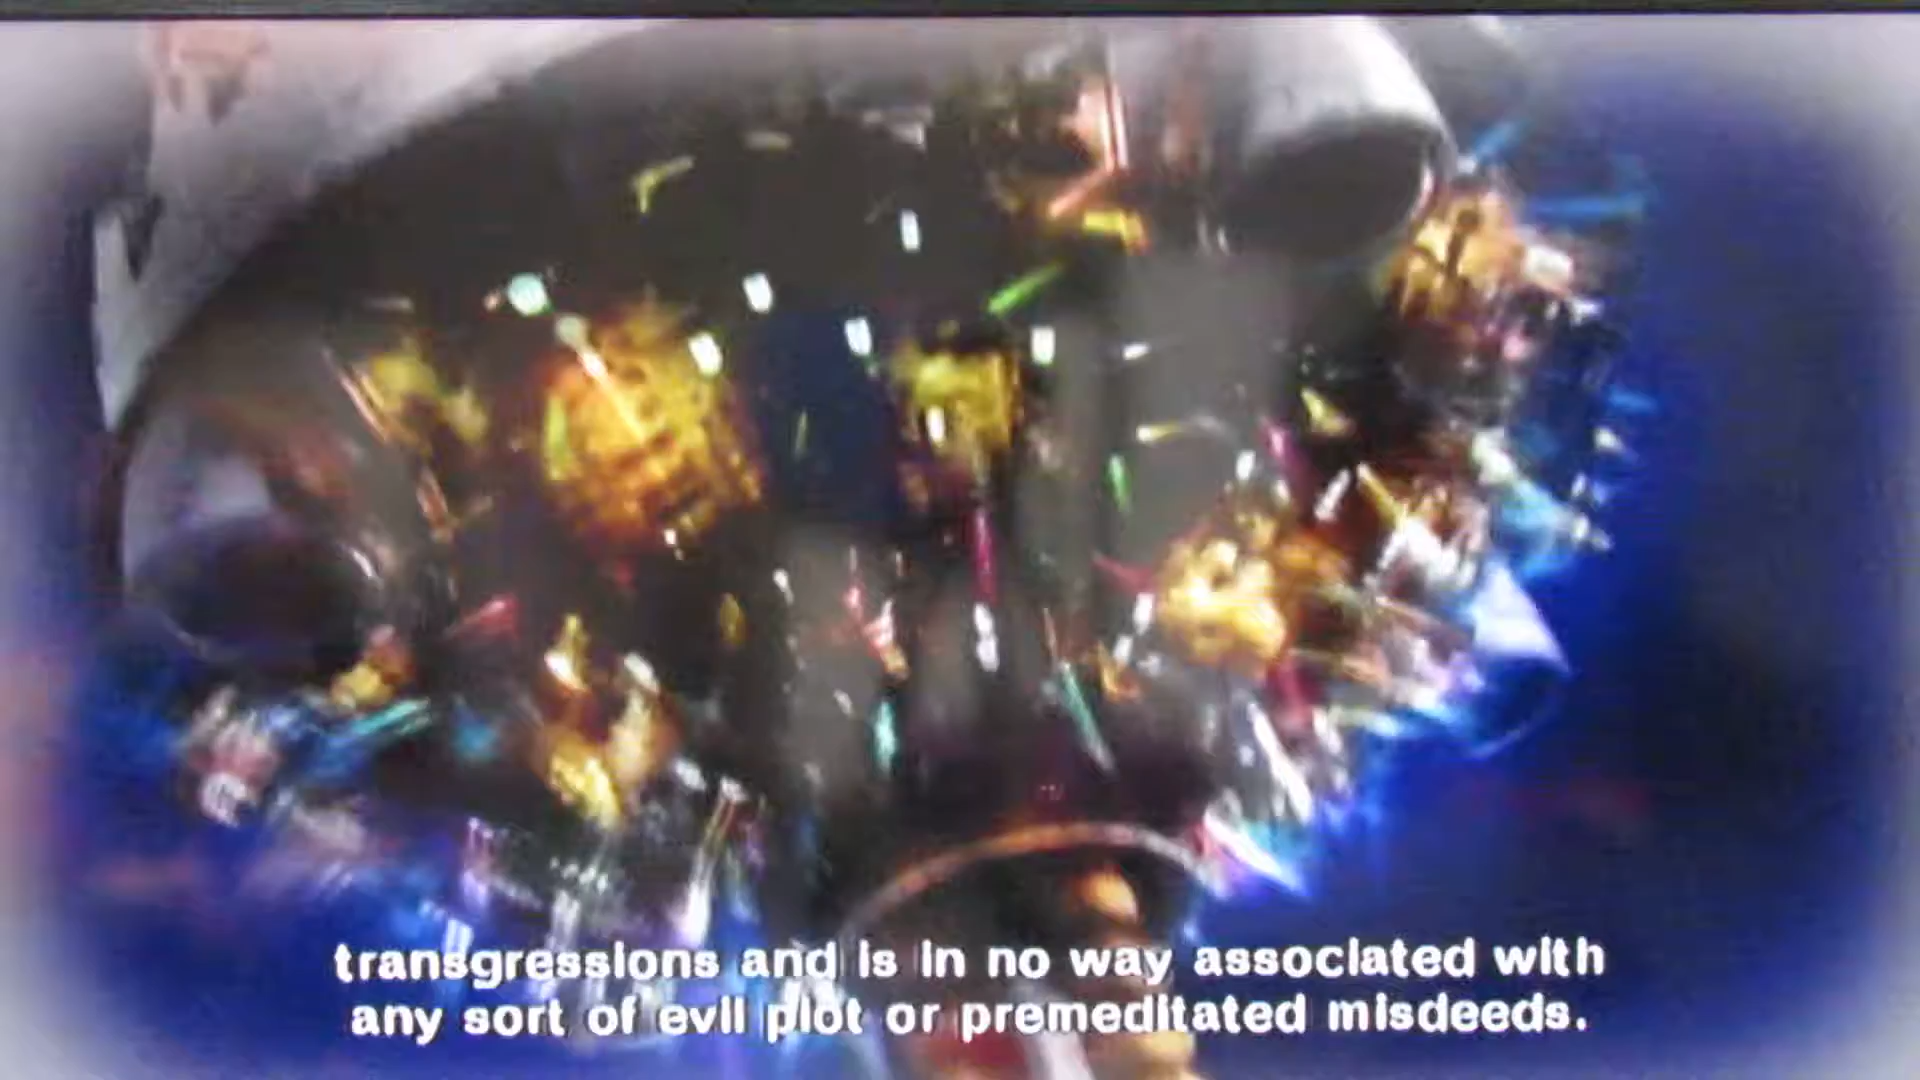 transgressions and is in no way associated with
any sort of evil plot or premeditated misdeeds.